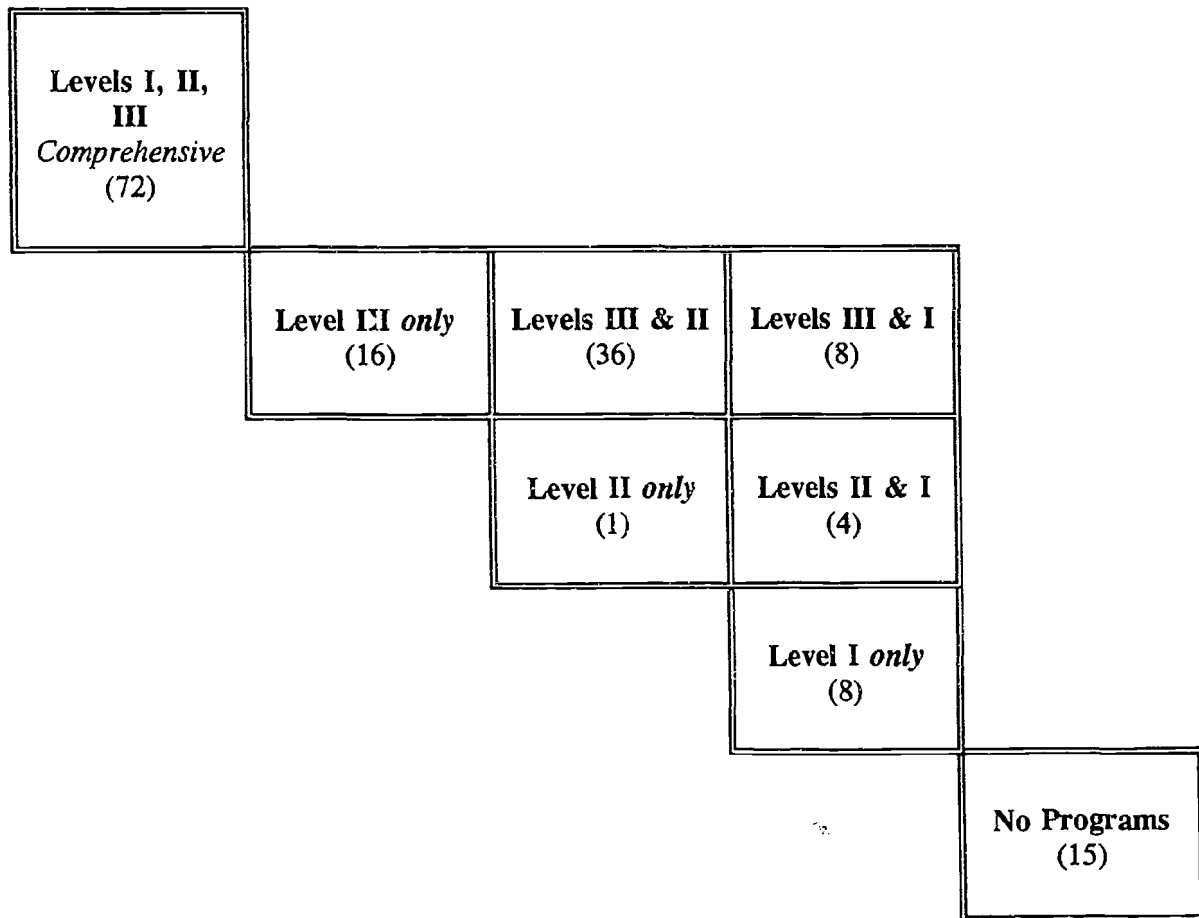 Levels I, II,
III
Comprehensive
(72)
Level III only
(16)
Levels III & II
(36)
Levels III & I
(8)
Level II only
(1)
Levels II & I
(4)
Level I only
(8)
No Programs
(15)